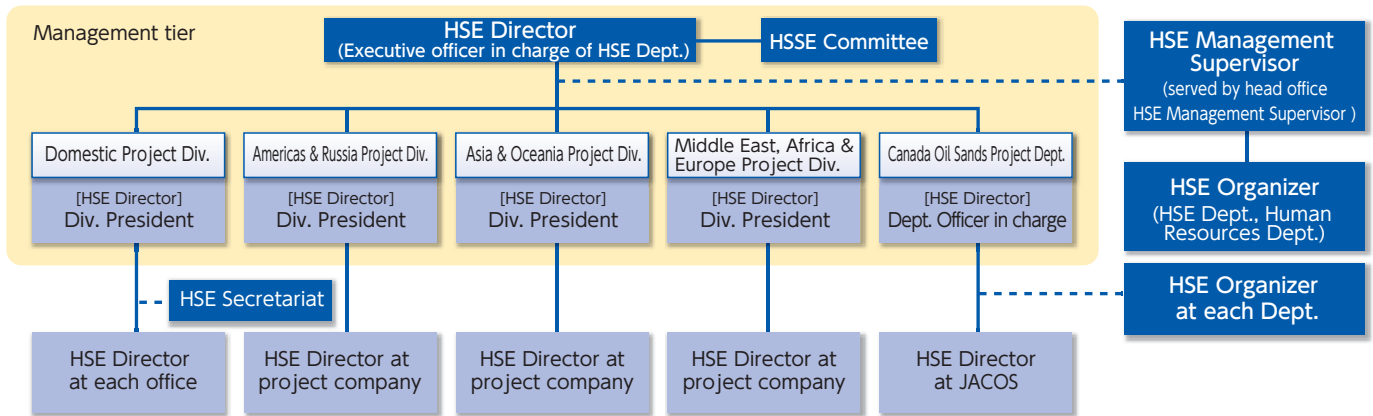 Management tier
HSE Director
(Executive officer in charge of HSE Dept.)
HSSE Committee
HSE Management
Supervisor
(served by head office
HSE Management Supervisor )
Domestic Project Div.
[HSE Director]
Div. President
Americas & Russia Project Div.
[HSE Director]
Div. President
Asia & Oceania Project Div.
[HSE Director]
Div. President
Middle East, Africa &
Europe Project Div.
[HSE Director]
Div. President
Canada Oil Sands Project Dept.
[HSE Director]
Dept. Officer in charge
HSE Organizer
(HSE Dept., Human
Resources Dept.)
HSE Secretariat
HSE Organizer
at each Dept.
HSE Director
at each office
HSE Director at
project company
HSE Director at
project company
HSE Director at
project company
HSE Director
at JACOS